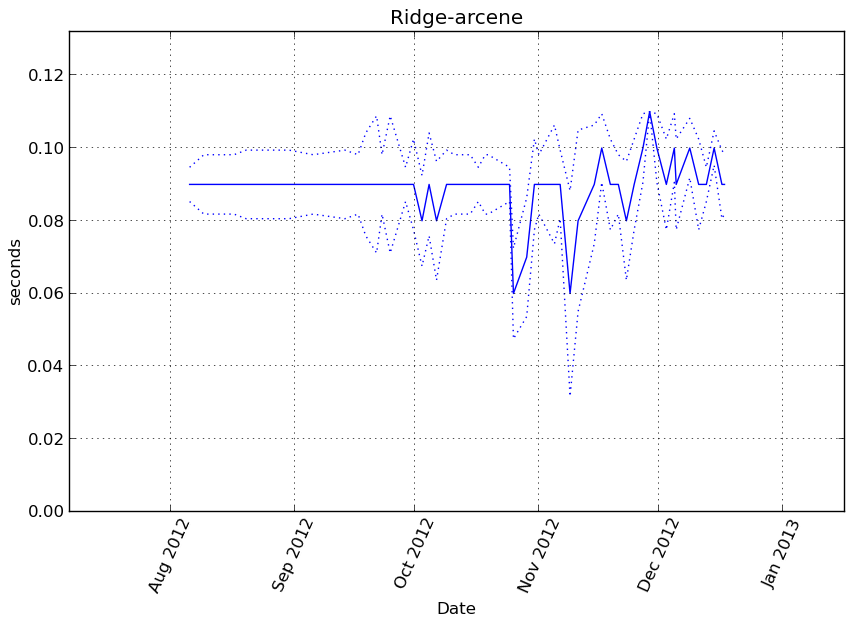 Ridge-arcene
0.12
0.10
0.08
0.06
0.04
0.02
0.00
seconds
Aug 2012
Sep 2012
Oct 2012
Nov 2012
Dec 2012
Jan 2013
Date